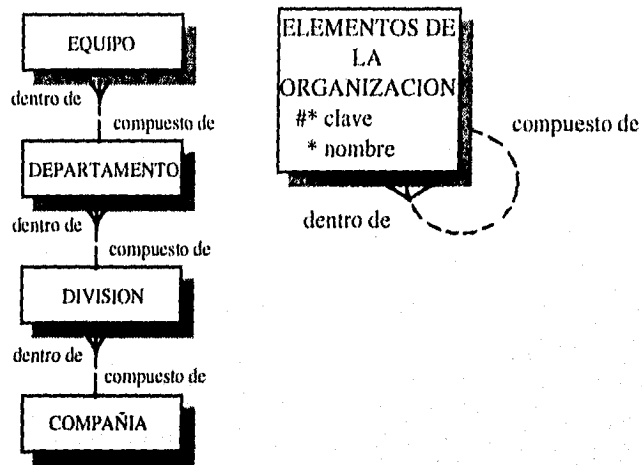 EQUIPO
dentro de
compuesto de
DEPARTAMENTO
dentro de
compuesto de
DIVISION
dentro de
compuesto de
COMPAÑIA
ELEMENTOS DE
LA
ORGANIZACION
#* clave
* nombre
compuesto de
dentro de